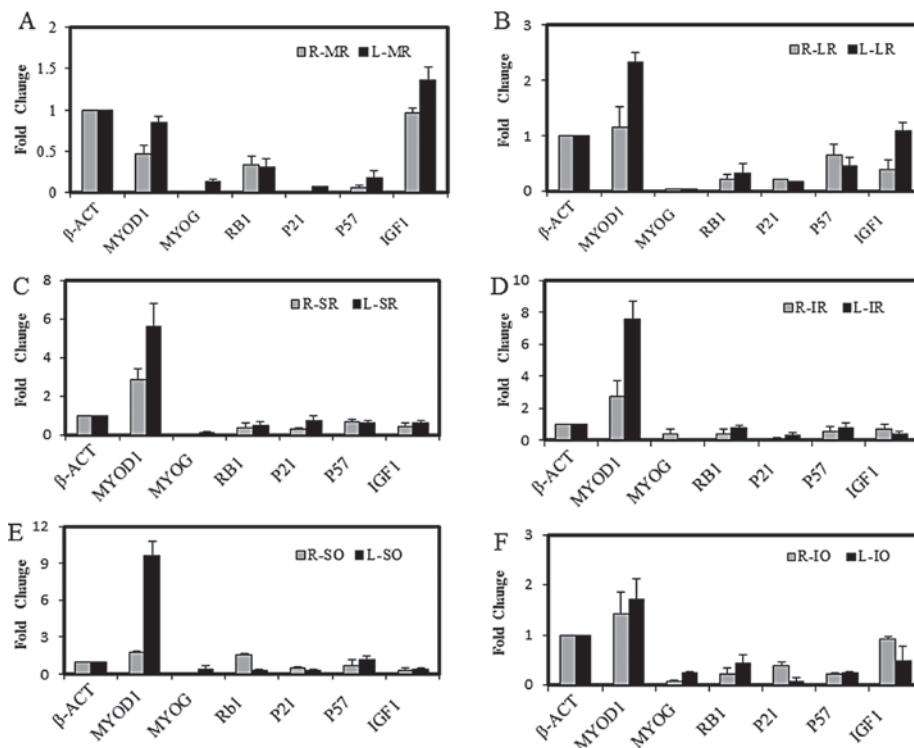 A
Fold Change
2
1.5
1
0.5
0
R-MR L-MR
β-ACT MYOD1 MYOG RB1 P21 P57 IGF1
B
Fold Change
3
2
1
0
R-LR L-LR
β-ACT MYOD1 MYOG RB1 P21 P57 IGF1
C
Fold Change
8
6
4
2
0
R-SR L-SR
β-ACT MYOD1 MYOG RB1 P21 P57 IGF1
D
Fold Change
10
8
6
4
2
0
R-IR L-IR
β-ACT MYOD1 MYOG RB1 P21 P57 IGF1
E
Fold Change
12
9
6
3
0
R-SO L-SO
β-ACT MYOD1 MYOG Rb1 P21 P57 IGF1
F
Fold Change
3
2
1
0
R-IO L-IO
β-ACT MYOD1 MYOG RB1 P21 P57 IGF1